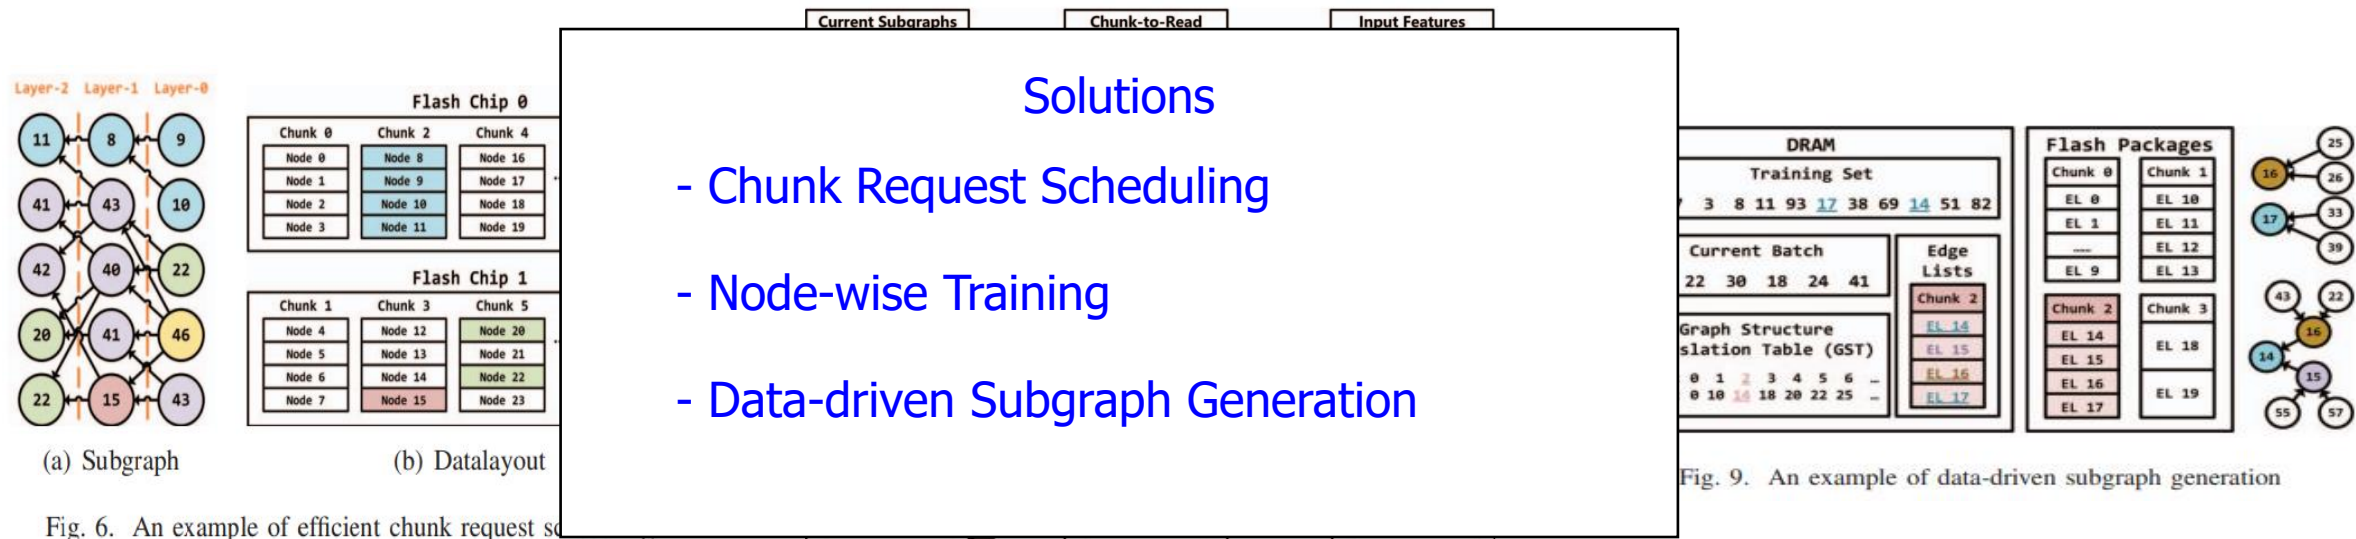 Current Subgraphs
Chunk-to-Read
Input Features
Layer-2 Layer-1 Layer-0
11 8 9
41 43 10
42 40 22
20 41 46
22 15 43
(a) Subgraph
Flash Chip 0
Chunk 0 Chunk 2 Chunk 4
Node 0 Node 8 Node 16
Node 1 Node 9 Node 17
Node 2 Node 10 Node 18
Node 3 Node 11 Node 19
Flash Chip 1
Chunk 1 Chunk 3 Chunk 5
Node 4 Node 12 Node 20
Node 5 Node 13 Node 21
Node 6 Node 14 Node 22
Node 7 Node 15 Node 23
(b) Datalayout
Fig. 6. An example of efficient chunk request
Solutions
- Chunk Request Scheduling
- Node-wise Training
- Data-driven Subgraph Generation
DRAM
Training Set
3 8 11 93 17 38 69 14 51 82
Current Batch
22 30 18 24 41
Graph Structure
slation Table (GST)
0 1 2 3 4 5 6 …
0 10 14 18 20 22 25 …
Edge
Lists
Chunk 2
EL 14
EL 15
EL 16
EL 17
Flash Packages
Chunk 0 Chunk 1
EL 0 EL 10
EL 1 EL 11
…… EL 12
EL 9 EL 13
Chunk 2 Chunk 3
EL 14
EL 15
EL 16
EL 17
EL 18
EL 19
25
16
26
33
17
39
43 22
16
14
15
55 57
Fig. 9. An example of data-driven subgraph generation